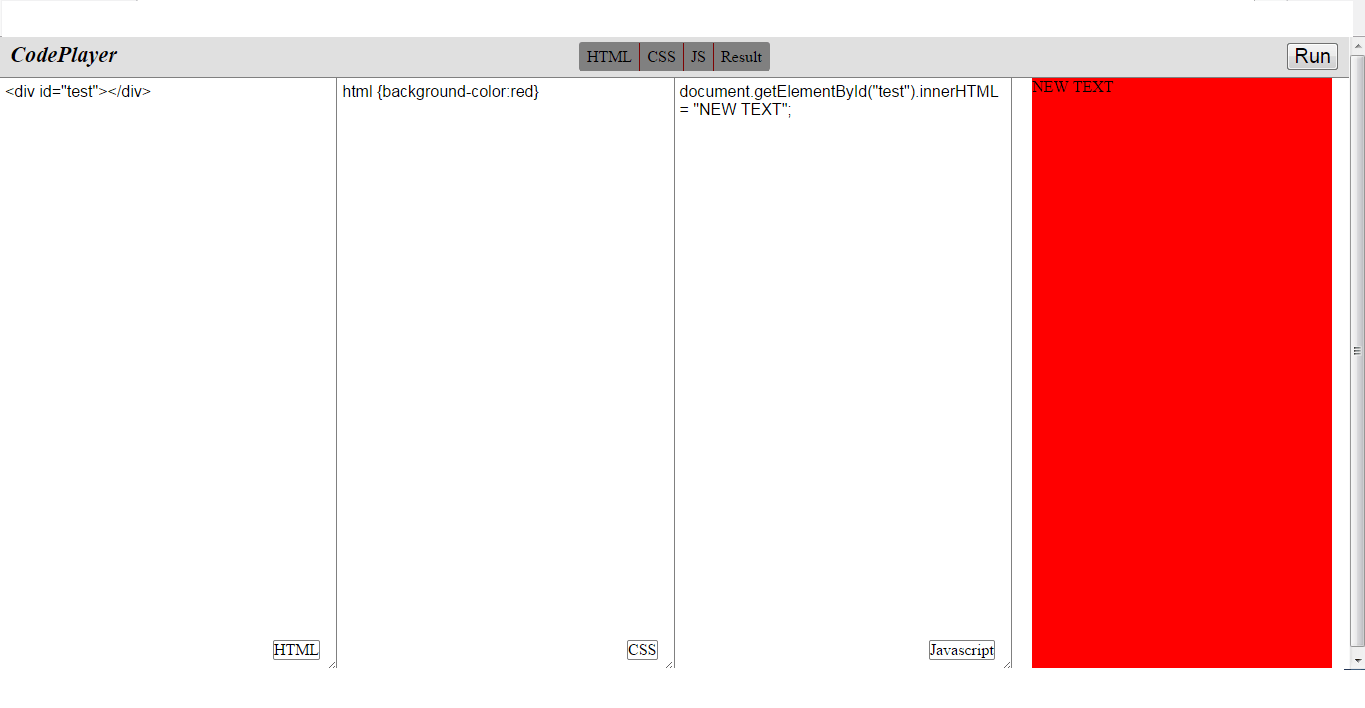 CodePlayer
HTML CSS JS Result
Run
<div id="test"></div>
html {background-color:red}
document.getElementById("test").innerHTML
= "NEW TEXT";
NEW TEXT
HTML
CSS
Javascript